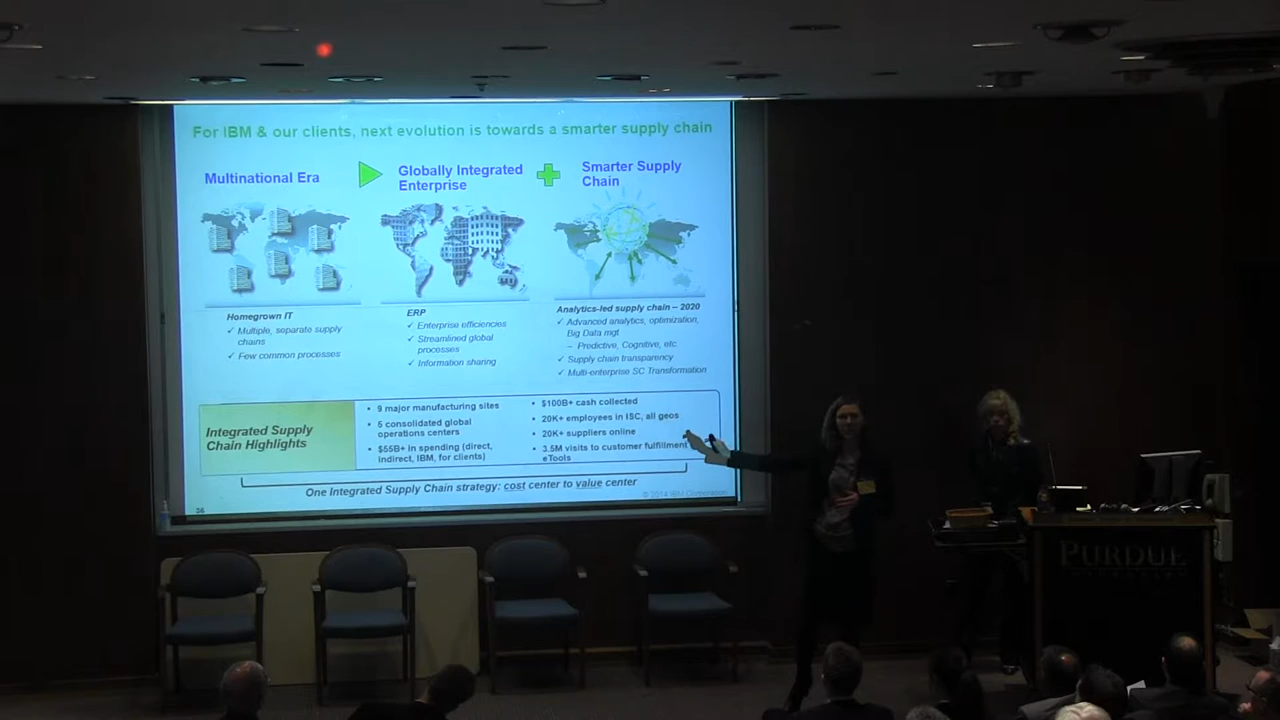 For IBM & our clients, next evolution is towards a smarter supply chain
Multinational Era
Globally Integrated
Enterprise
Smarter Supply
Chain
Homegrown IT
✓ Multiple, separate supply
chains
✓ Few common processes
ERP
✓ Enterprise efficiencies
✓ Streamlined global
processes
✓ Information sharing
Analytics-led supply chain – 2020
✓ Advanced analytics, optimization,
Big Data mgt
– Predictive, Cognitive, etc
✓ Supply chain transparency
✓ Multi-enterprise SC Transformation
Integrated Supply
Chain Highlights
• 9 major manufacturing sites
• 5 consolidated global
operations centers
• $55B+ in spending (direct,
indirect, IBM, for clients)
• $100B+ cash collected
• 20K+ employees in ISC, all geos
• 20K+ suppliers online
• 3.5M visits to customer fulfillment
eTools
One Integrated Supply Chain strategy: cost center to value center
© 2014 IBM Corporation
36
PURDUE